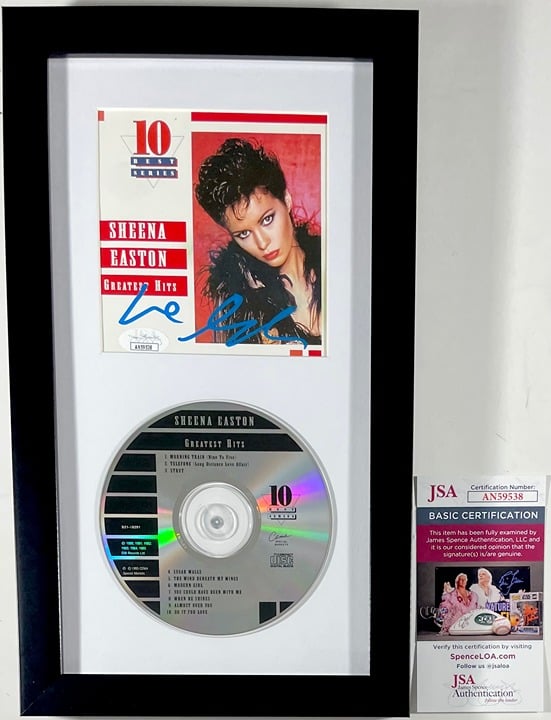 10
BEST
SERIES
SHEENA
EASTON
GREATEST HITS
AN59538
SHEENA EASTON
GREATEST HITS
1 MORNING TRAIN (Nine To Five)
2 TELEFONE (Long Distance Love Affair)
3 STRUT
10
BEST
SERIES
COMPACT
disc
4 SUGAR WALLS
5 THE WIND BENEATH MY WINGS
6 MODERN GIRL
7 YOU COULD HAVE BEEN WITH ME
8 WHEN HE SHINES
9 ALMOST OVER YOU
10 DO IT FOR LOVE
JSA
Certification Number:
AN59538
BASIC CERTIFICATION
This item has been fully examined by
James Spence Authentication, LLC and
it is our considered opinion that the
signature(s) is/are genuine.
Verify this certification by visiting
SpenceLOA.com
Follow us @jsaloa
JSA
James Spence
Authentication